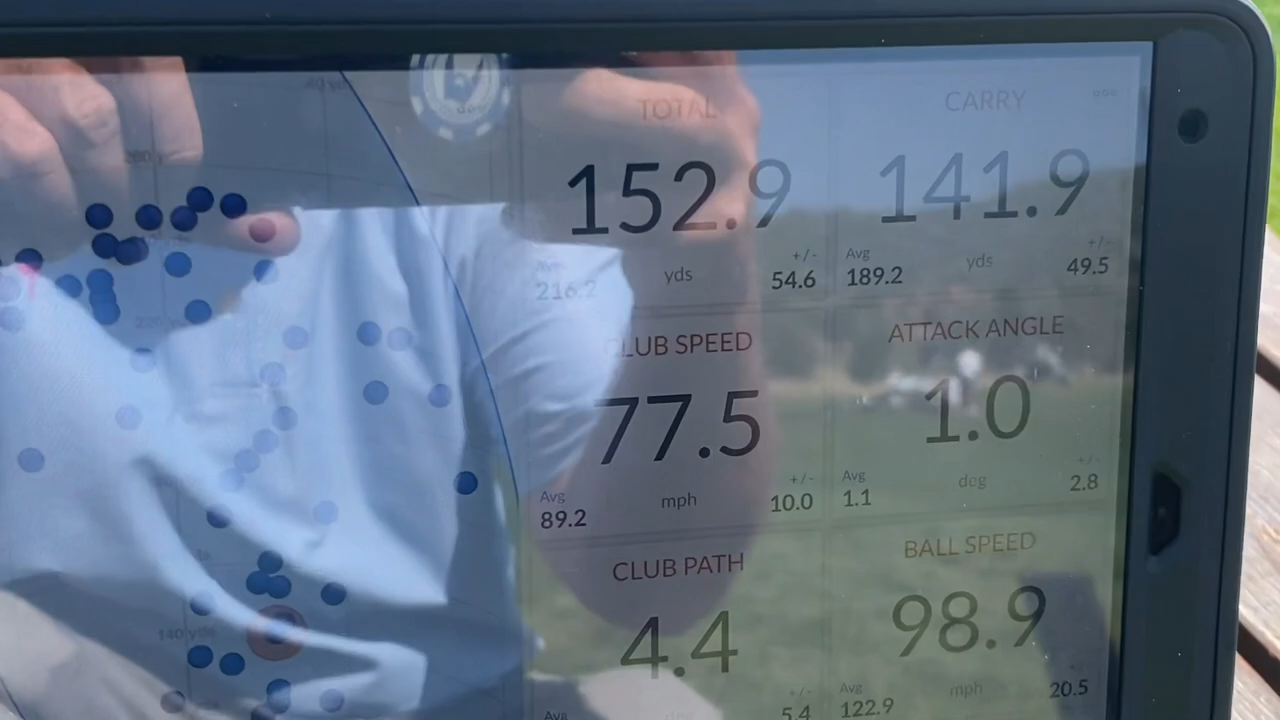 TOTAL
152.9
Avg
216.2
yds
+/-
54.6
CARRY
141.9
Avg
189.2
yds
+/-
49.5
CLUB SPEED
77.5
Avg
89.2
mph
+/-
10.0
ATTACK ANGLE
1.0
Avg
1.1
deg
+/-
2.8
CLUB PATH
4.4
Avg
deg
+/-
5.4
BALL SPEED
98.9
Avg
122.9
mph
+/-
20.5
140 yds